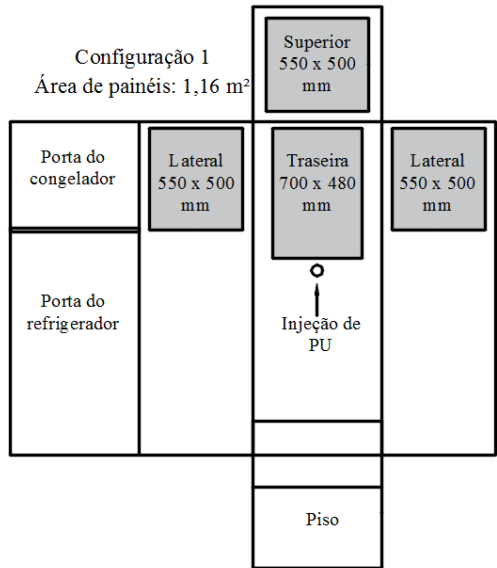 Configuração 1
Área de painéis: 1,16 m²
Superior
550 x 500
mm
Porta do
congelador
Lateral
550 x 500
mm
Traseira
700 x 480
mm
Lateral
550 x 500
mm
Porta do
refrigerador
Injeção de
PU
Piso